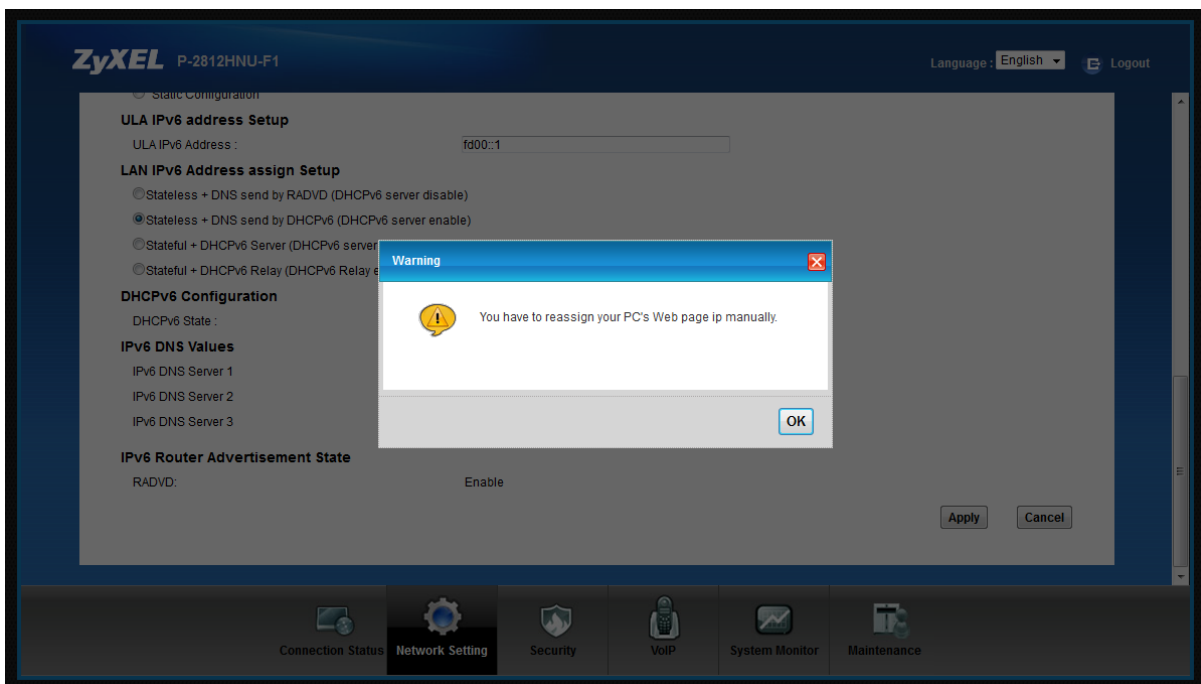 ZyXEL P-2812HNU-F1
Language : English
Logout
Static Configuration
ULA IPv6 address Setup
ULA IPv6 Address : fd00::1
LAN IPv6 Address assign Setup
Stateless + DNS send by RADVD (DHCPv6 server disable)
Stateless + DNS send by DHCPv6 (DHCPv6 server enable)
Stateful + DHCPv6 Server (DHCPv6 server
Stateful + DHCPv6 Relay (DHCPv6 Relay e
Warning
You have to reassign your PC's Web page ip manually.
OK
DHCPv6 Configuration
DHCPv6 State :
IPv6 DNS Values
IPv6 DNS Server 1
IPv6 DNS Server 2
IPv6 DNS Server 3
IPv6 Router Advertisement State
RADVD: Enable
Apply Cancel
Connection Status Network Setting Security VoIP System Monitor Maintenance